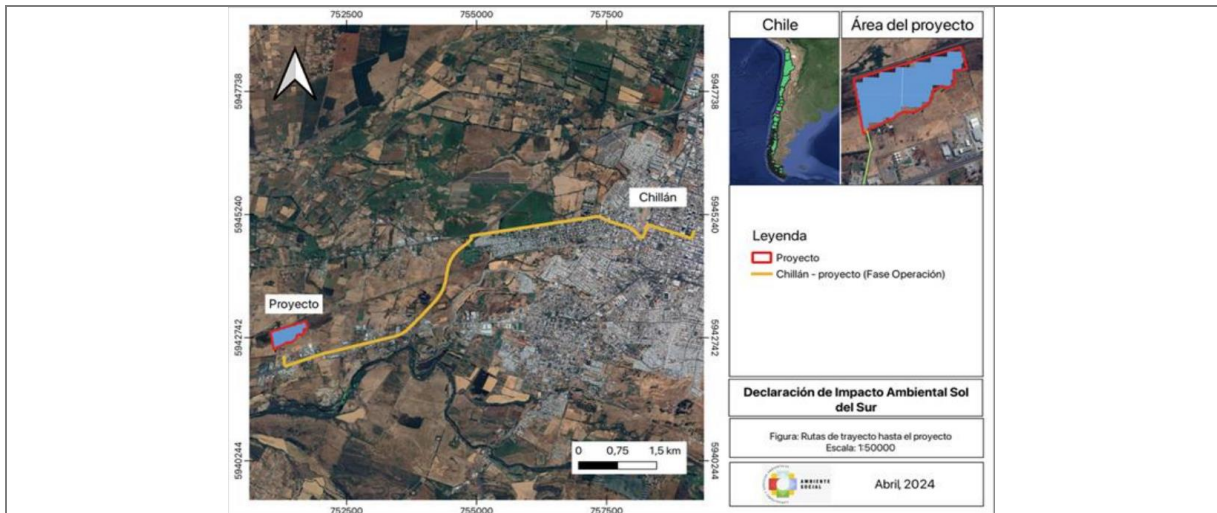 752500 755000 757500
5947738 5947738
5945240 5945240
5942742 5942742
5940244 5940244
752500 755000 757500
Chillán
Proyecto
0 0,75 1,5 km
Chile
Área del proyecto
Leyenda
Proyecto
Chillán - proyecto (Fase Operación)
Declaración de Impacto Ambiental Sol
del Sur
Figura: Rutas de trayecto hasta el proyecto
Escala: 1:50000
AMBIENTE
SOCIAL
Abril, 2024